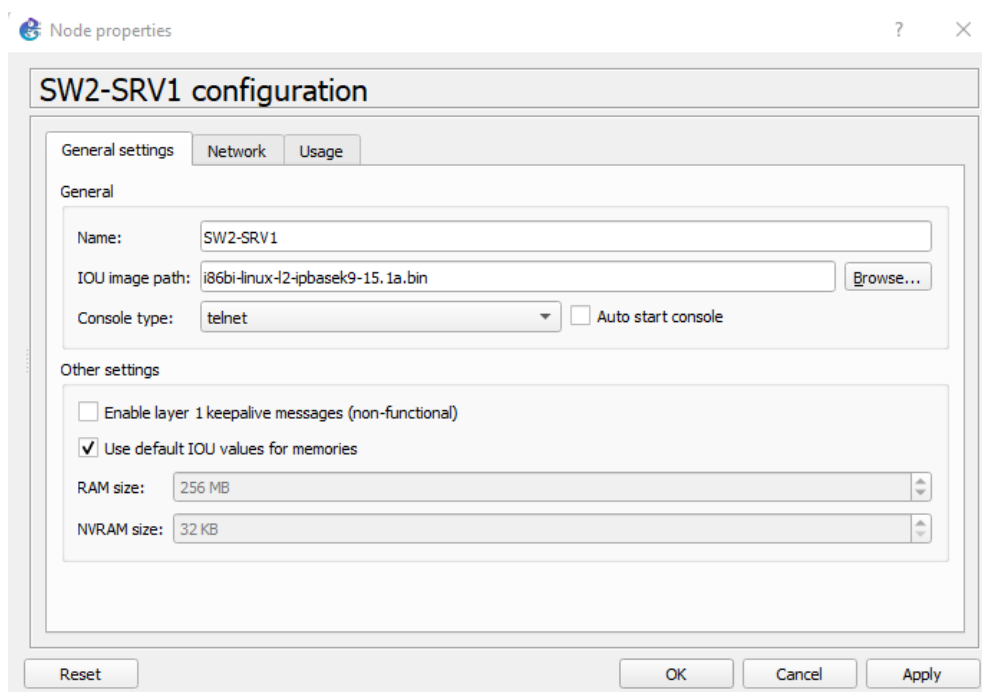 Node properties ? ×
SW2-SRV1 configuration
General settings Network Usage
General
Name: SW2-SRV1
IOU image path: i86bi-linux-l2-ipbasek9-15.1a.bin Browse...
Console type: telnet Auto start console
Other settings
Enable layer 1 keepalive messages (non-functional)
Use default IOU values for memories
RAM size: 256 MB
NVRAM size: 32 KB
Reset OK Cancel Apply